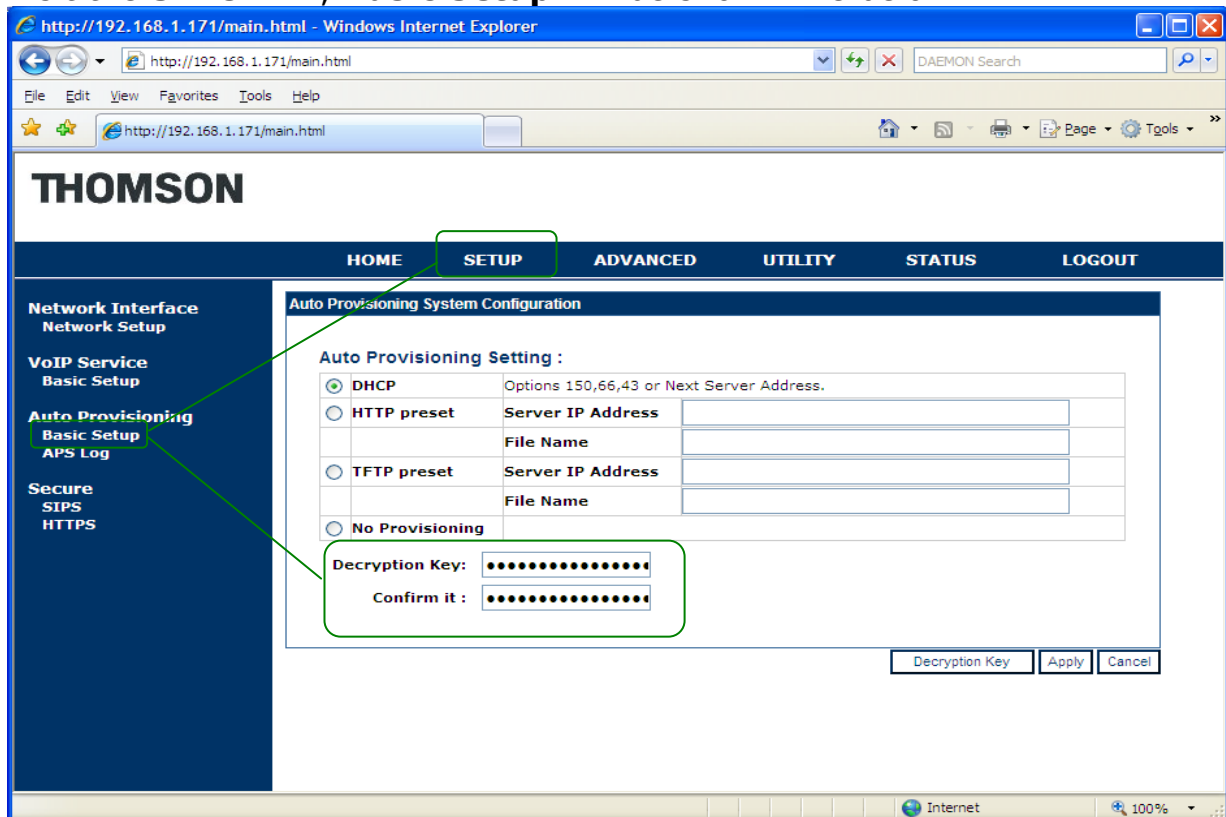 http://192.168.1.171/main.html - Windows Internet Explorer
http://192.168.1.171/main.html
DAEMON Search
File Edit View Favorites Tools Help
http://192.168.1.171/main.html
Page Tools »
THOMSON
HOME SETUP ADVANCED UTILITY STATUS LOGOUT
Network Interface
Network Setup
VoIP Service
Basic Setup
Auto Provisioning
Basic Setup
APS Log
Secure
SIPS
HTTPS
Auto Provisioning System Configuration
Auto Provisioning Setting :
DHCP Options 150,66,43 or Next Server Address.
HTTP preset Server IP Address
File Name
TFTP preset Server IP Address
File Name
No Provisioning
Decryption Key: ••••••••••••••••
Confirm it : ••••••••••••••••
Decryption Key Apply Cancel
Internet 100%